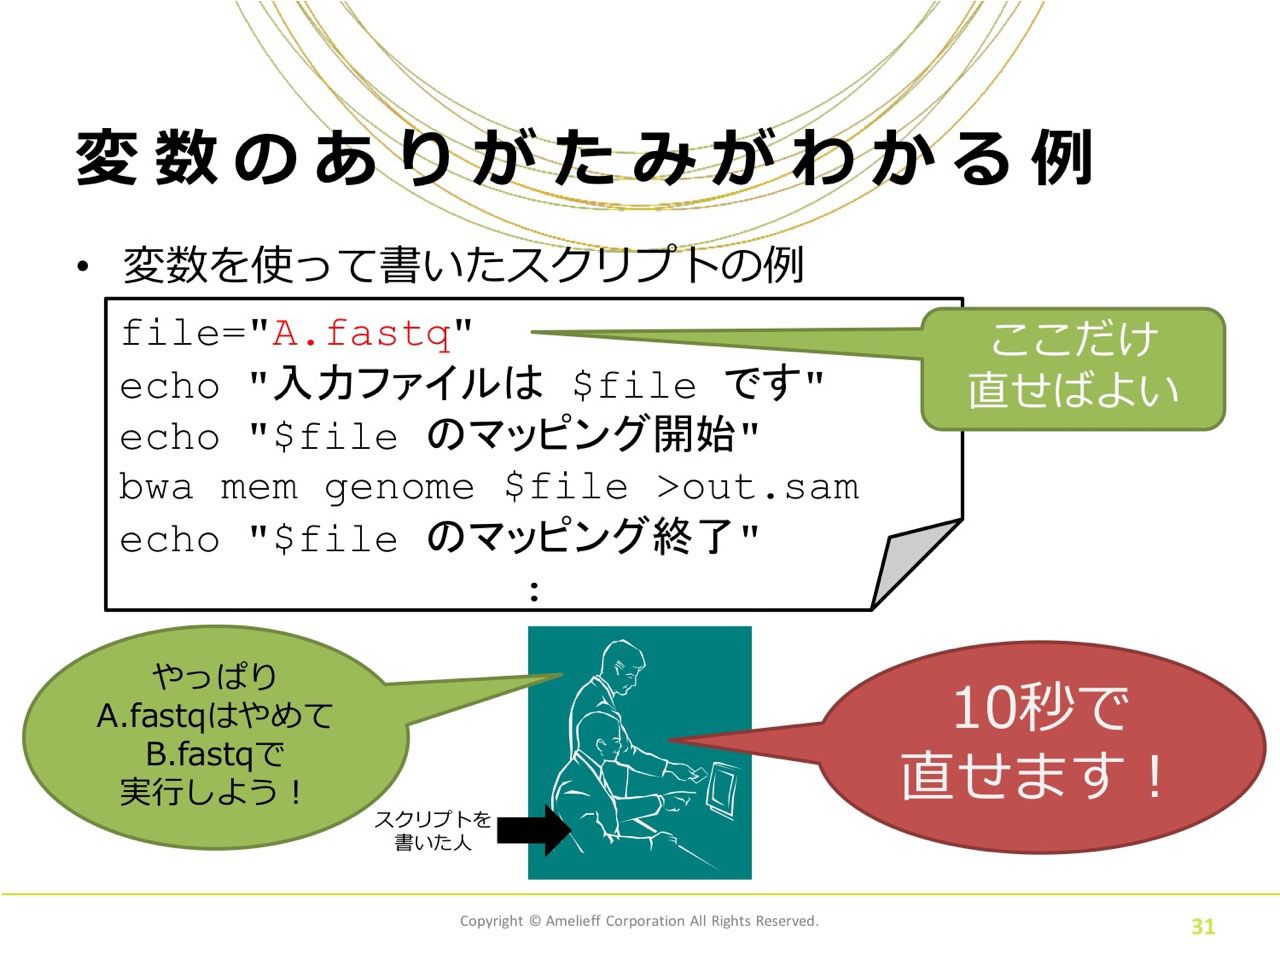 変数のありがたみがわかる例
• 変数を使って書いたスクリプトの例
file="A.fastq"
echo "入力ファイルは $file です"
echo "$file のマッピング開始"
bwa mem genome $file >out.sam
echo "$file のマッピング終了"
:
ここだけ
直せばよい
やっぱり
A.fastqはやめて
B.fastqで
実行しよう！
スクリプトを
書いた人
10秒で
直せます！
Copyright © Amelieff Corporation All Rights Reserved.
31